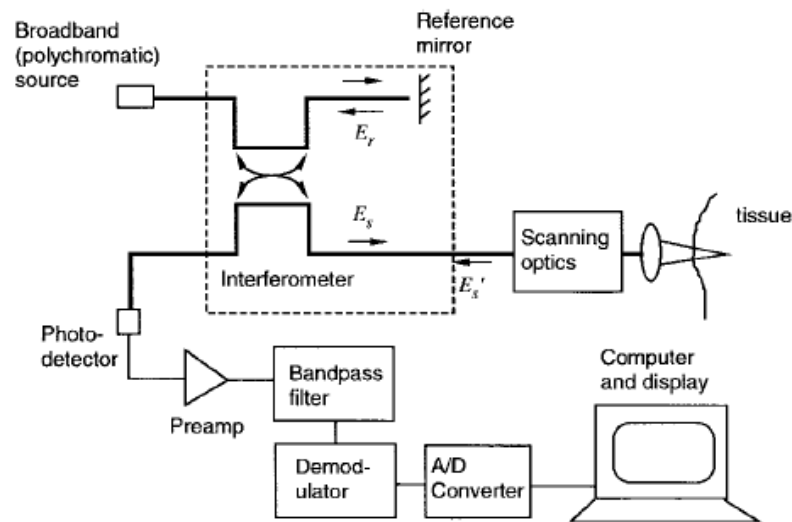 Broadband
(polychromatic)
source
Reference
mirror
E_r
E_s
Interferometer
E_s'
Scanning
optics
tissue
Photo-
detector
Preamp
Bandpass
filter
Demod-
ulator
A/D
Converter
Computer
and display